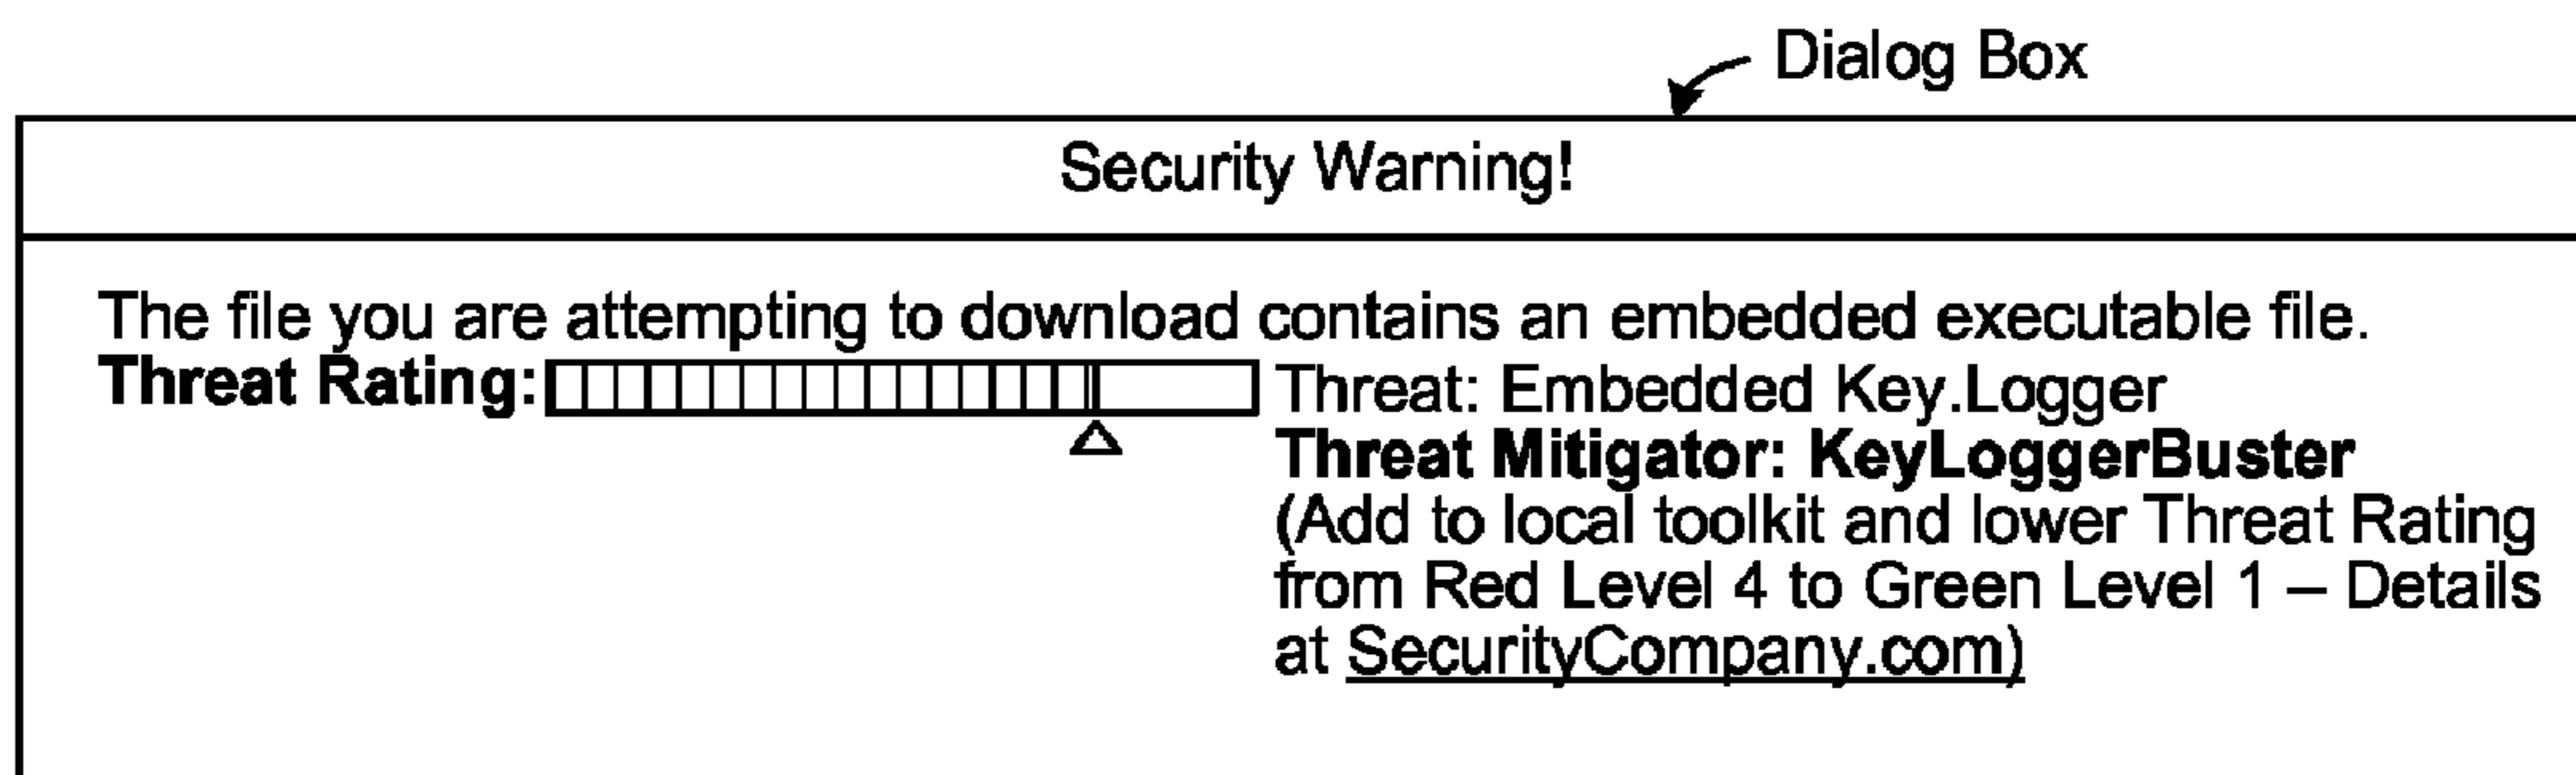 Dialog Box
Security Warning!
The file you are attempting to download contains an embedded executable file.
Threat Rating:
Threat: Embedded Key.Logger
Threat Mitigator: KeyLoggerBuster
(Add to local toolkit and lower Threat Rating
from Red Level 4 to Green Level 1 – Details
at SecurityCompany.com)